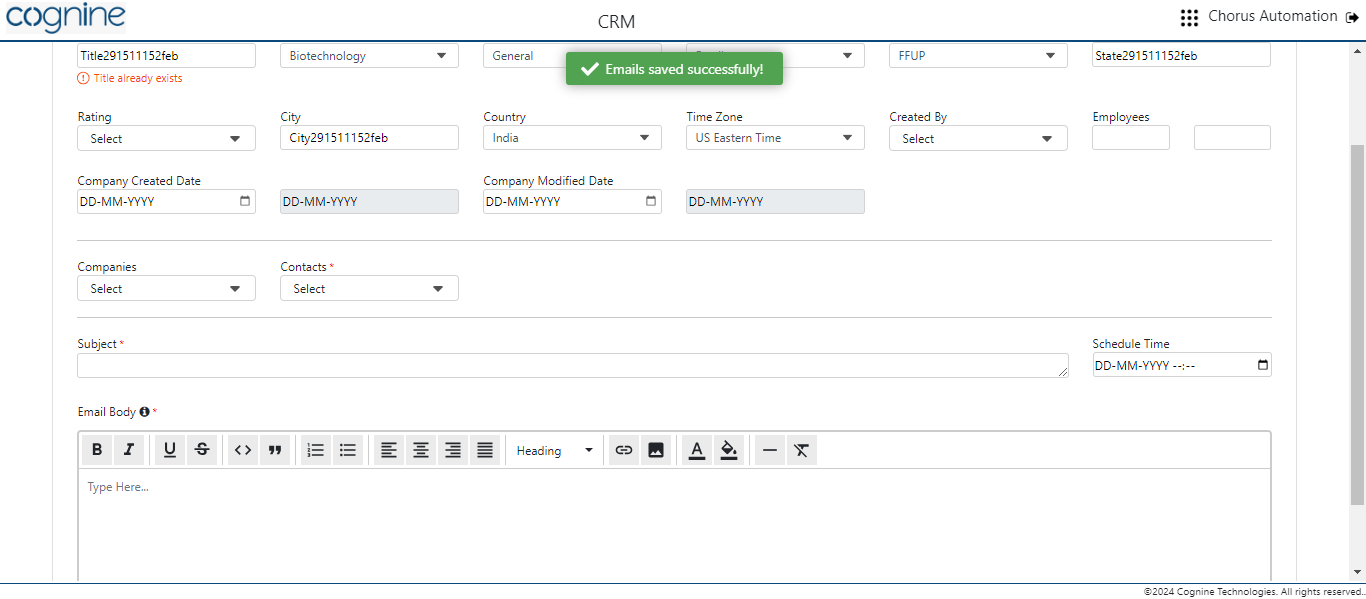 cognine
CRM
Chorus Automation
Title291511152feb
Biotechnology
General
FFUP
State291511152feb
Emails saved successfully!
Title already exists
Rating
City
Country
Time Zone
Created By
Employees
Select
City291511152feb
India
US Eastern Time
Select
Company Created Date
Company Modified Date
DD-MM-YYYY
DD-MM-YYYY
DD-MM-YYYY
DD-MM-YYYY
Companies
Contacts *
Select
Select
Subject *
Schedule Time
DD-MM-YYYY --:--
Email Body *
B I U S <> Heading A
Type Here...
©2024 Cognine Technologies. All rights reserved..